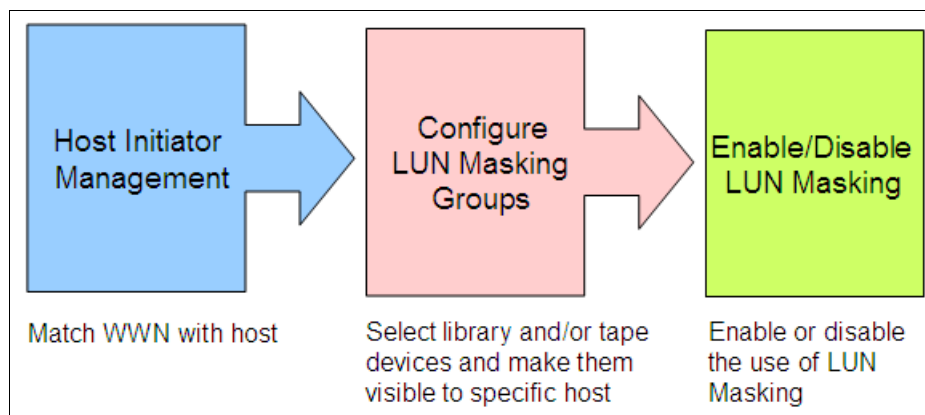 Host Initiator
Management
Configure
LUN Masking
Groups
Enable/Disable
LUN Masking
Match WWN with host
Select library and/or tape
devices and make them
visible to specific host
Enable or disable
the use of LUN
Masking